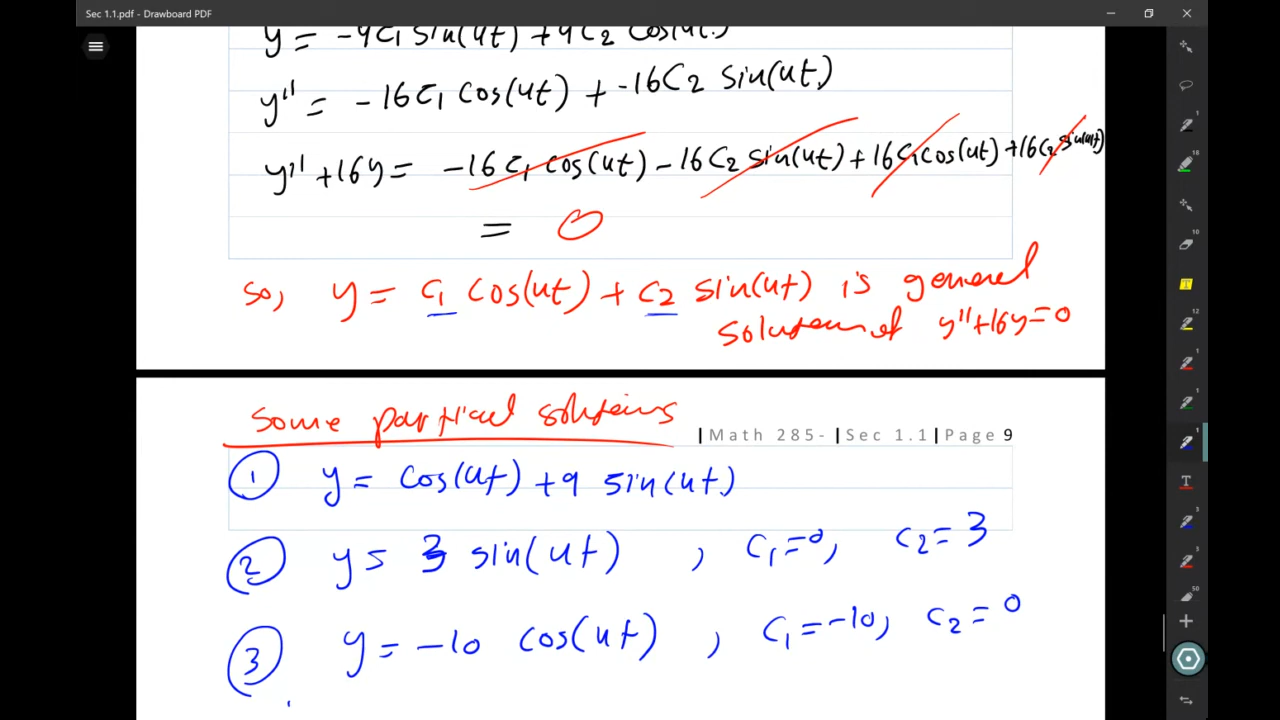 Sec 1.1.pdf - Drawboard PDF
y' = -4C1 sin(4t) + 4C2 cos(4t)
y'' = -16C1 cos(4t) + -16C2 sin(4t)
y'' + 16y = -16C1 cos(4t) - 16C2 sin(4t) + 16C1 cos(4t) + 16C2 sin(4t)
= 0
so, y = C1 cos(4t) + C2 sin(4t) is general
solution of y'' + 16y = 0
Some partical solutions
|Math 285- |Sec 1.1|Page 9
① y = cos(4t) + 9 sin(4t)
② y = 3 sin(4t) , C1 = 0, C2 = 3
③ y = -10 cos(4t) , C1 = -10, C2 = 0